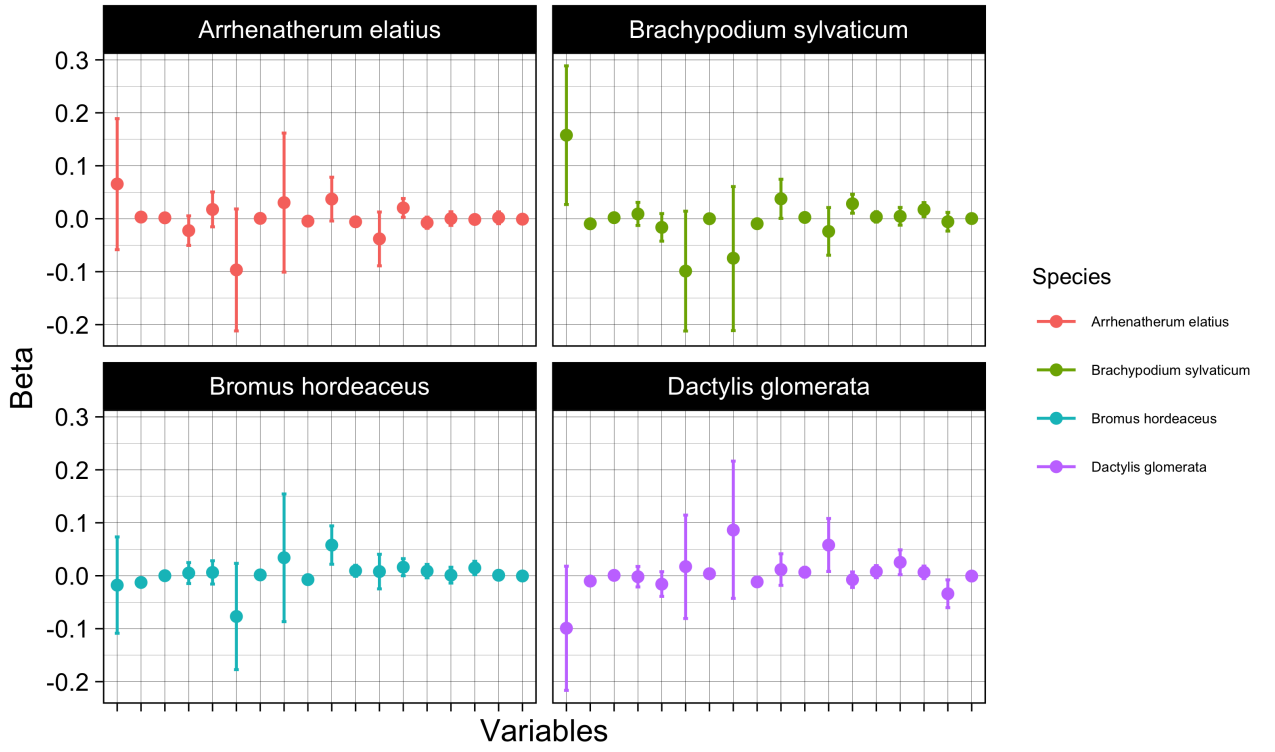 Arrhenatherum elatius
Brachypodium sylvaticum
0.3
0.2
0.1
0.0
-0.1
-0.2
Bromus hordeaceus
Dactylis glomerata
0.3
0.2
0.1
0.0
-0.1
-0.2
Beta
Variables
Species
Arrhenatherum elatius
Brachypodium sylvaticum
Bromus hordeaceus
Dactylis glomerata